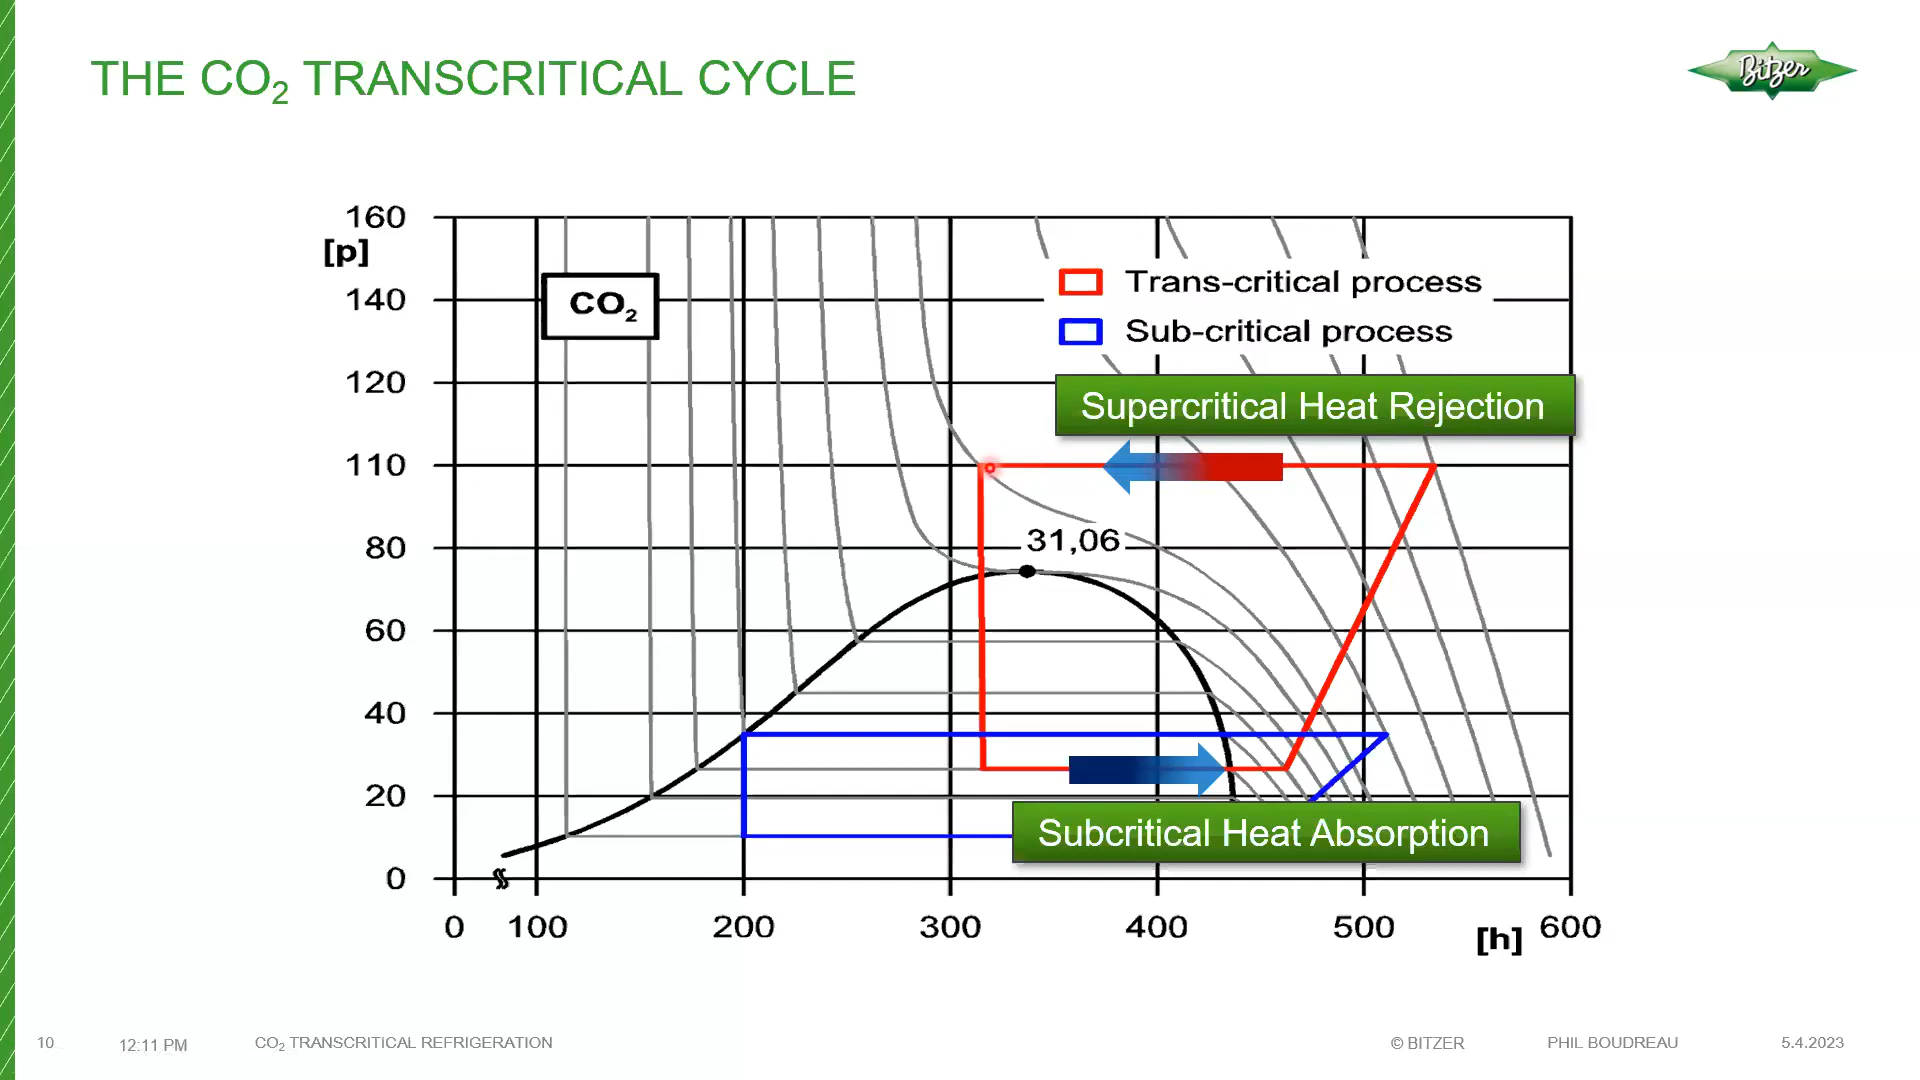 THE CO₂ TRANSCRITICAL CYCLE
Bitzer
160
[p]
140
120
110
80
60
40
20
0
CO₂
Trans-critical process
Sub-critical process
Supercritical Heat Rejection
31,06
Subcritical Heat Absorption
0 100 200 300 400 500 [h] 600
10 12:11 PM CO₂ TRANSCRITICAL REFRIGERATION © BITZER PHIL BOUDREAU 5.4.2023